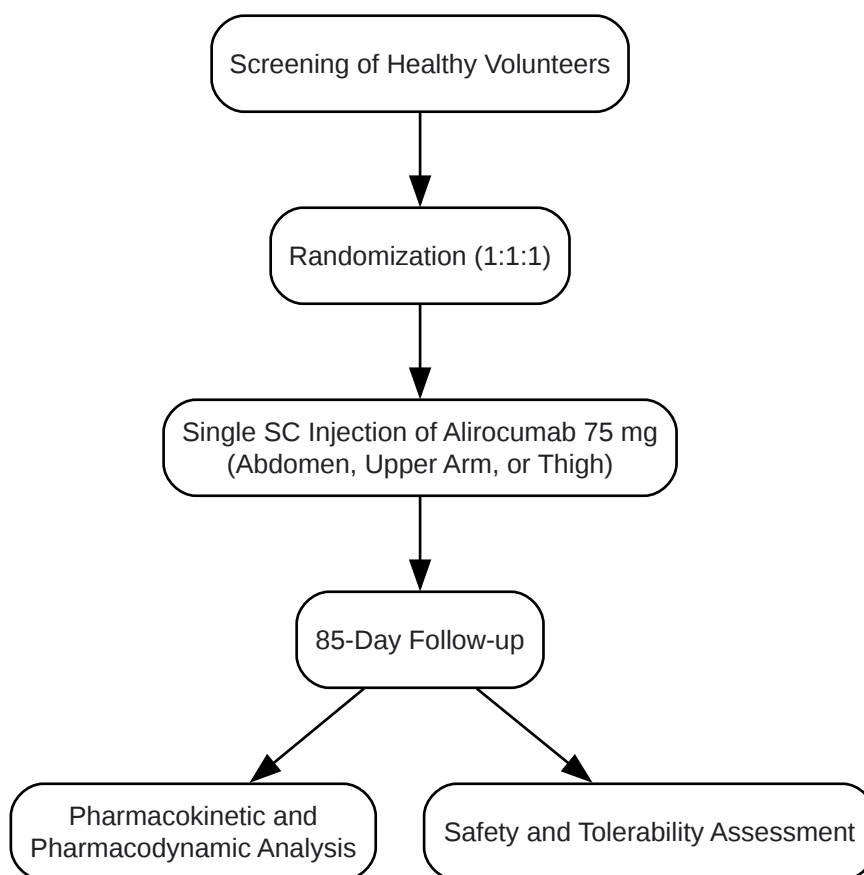 Screening of Healthy Volunteers
Randomization (1:1:1)
Single SC Injection of Alirocumab 75 mg
(Abdomen, Upper Arm, or Thigh)
85-Day Follow-up
Pharmacokinetic and
Pharmacodynamic Analysis
Safety and Tolerability Assessment